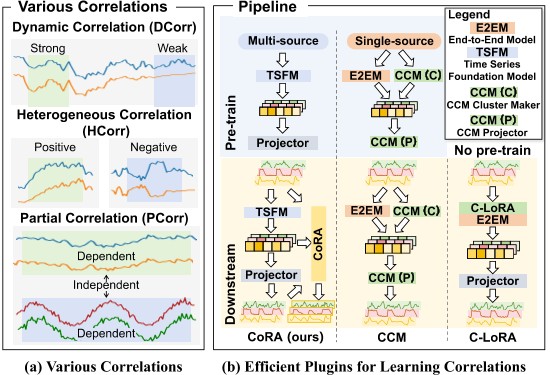 Various Correlations
Dynamic Correlation (DCorr)
Strong
Weak
Heterogeneous Correlation
(HCorr)
Positive
Negative
Partial Correlation (PCorr)
Dependent
Independent
Dependent
(a) Various Correlations
Pipeline
Pre-train
Downstream
Multi-source
TSFM
Projector
TSFM
CoRA
Projector
CoRA (ours)
Single-source
E2EM
CCM (C)
CCM (P)
E2EM
CCM (C)
CCM (P)
CCM
Legend
E2EM
End-to-End Model
TSFM
Time Series
Foundation Model
CCM (C)
CCM Cluster Maker
CCM (P)
CCM Projector
No pre-train
C-LoRA
E2EM
Projector
C-LoRA
(b) Efficient Plugins for Learning Correlations